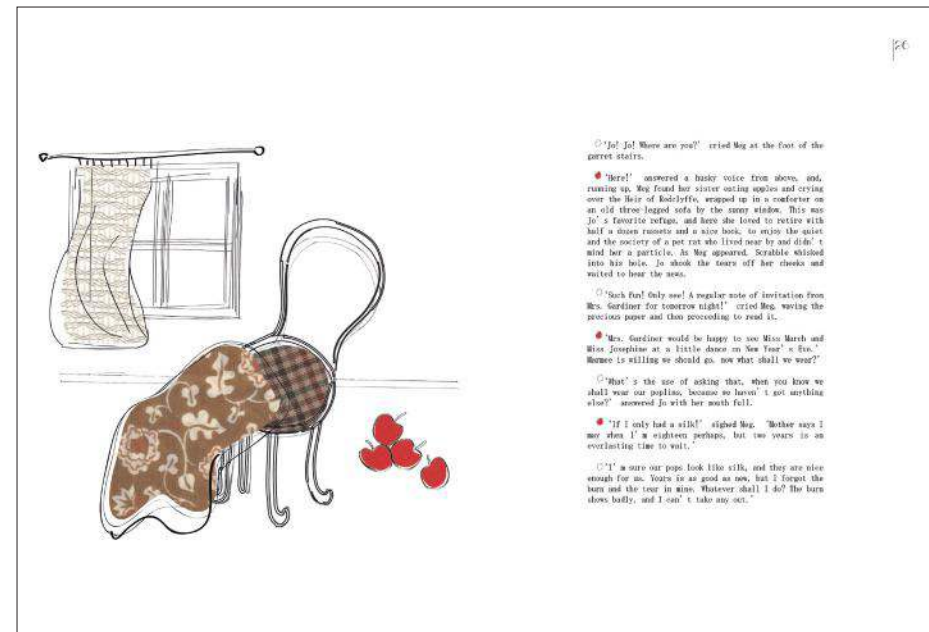 'Jo! Jo! Where are you?' cried Meg at the foot of the
garret stairs.
'Here!' answered a husky voice from above, and,
running up, Meg found her sister eating apples and crying
over the Heir of Redclyffe, wrapped up in a comforter on
an old three-legged sofa by the sunny window. This was
Jo's favorite refuge, and here she loved to retire with
half a dozen russets and a nice book, to enjoy the quiet
and the society of a pet rat who lived near by and didn't
mind her a particle. As Meg appeared, Scrabble whisked
into his hole. Jo shook the tears off her cheeks and
waited to hear the news.
'Such fun! Only see! A regular note of invitation from
Mrs. Gardiner for tomorrow night!' cried Meg, waving the
precious paper and then proceeding to read it.
'Mrs. Gardiner would be happy to see Miss March and
Miss Josephine at a little dance on New Year's Eve.'
Marmee is willing we should go, now what shall we wear?'
'What's the use of asking that, when you know we
shall wear our poplins, because we haven't got anything
else?' answered Jo with her mouth full.
'If I only had a silk!' sighed Meg. 'Mother says I
may when I'm eighteen perhaps, but two years is an
everlasting time to wait.'
'I'm sure our pops look like silk, and they are nice
enough for us. Yours is as good as new, but I forgot the
burn and the tear in mine. Whatever shall I do? The burn
shows badly, and I can't take any out.'